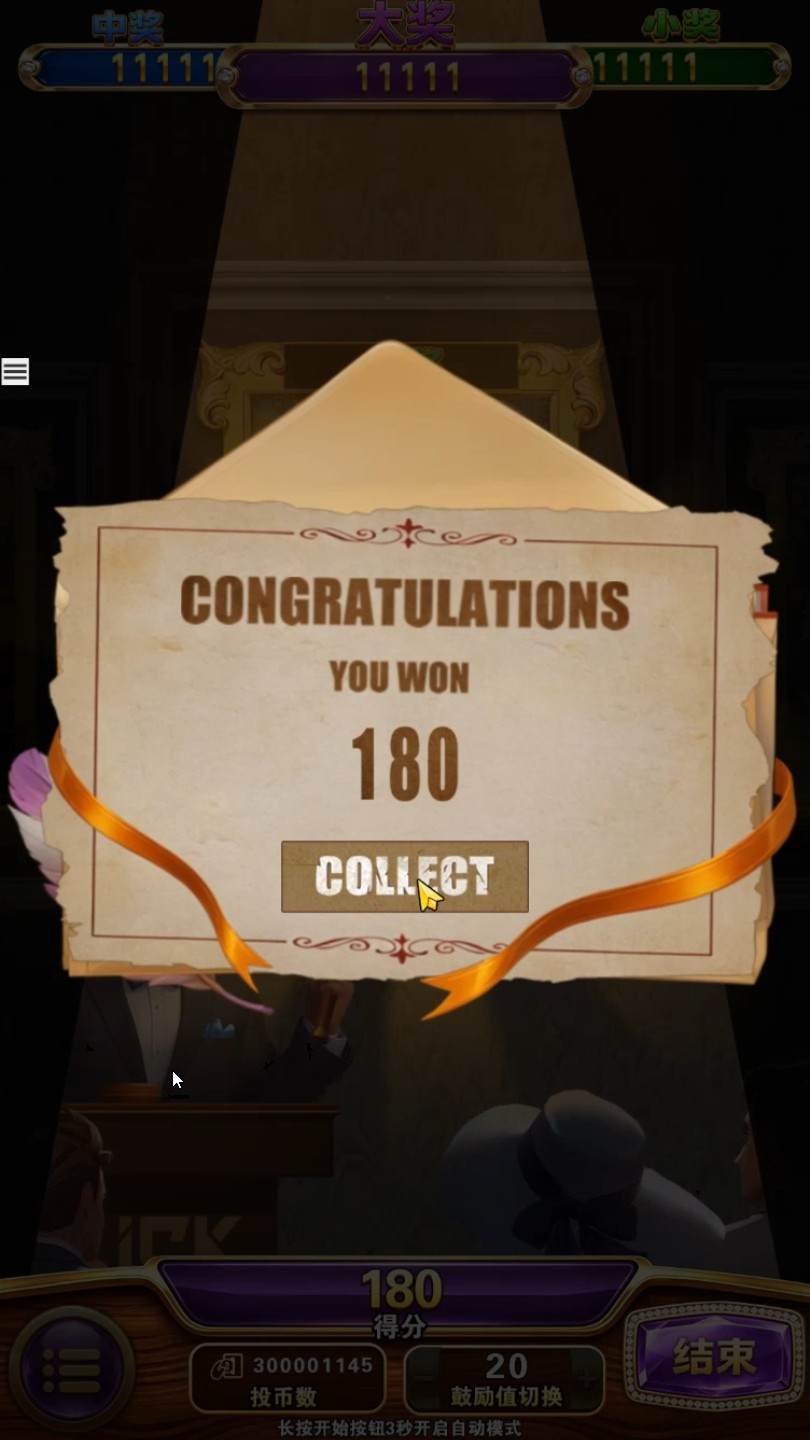 中奖 大奖 小奖
11111 11111 11111
CONGRATULATIONS
YOU WON
180
COLLECT
180
得分
300001145
投币数
20
鼓励值切换
结束
长按开始按钮3秒开启自动模式